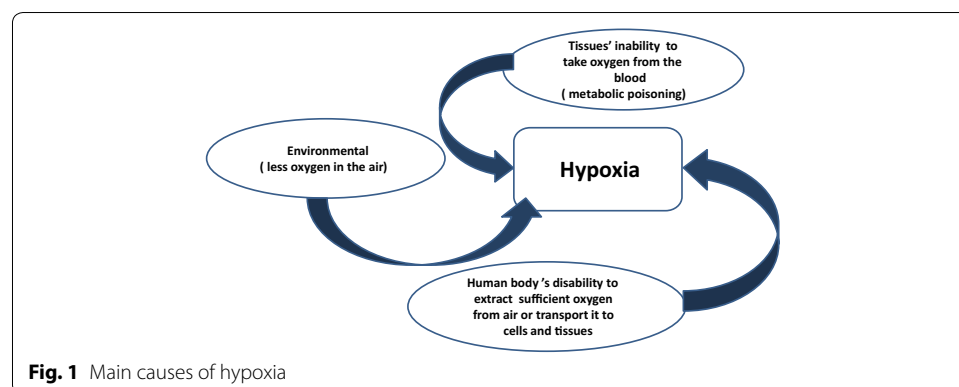 Tissues' inability to
take oxygen from the
blood
( metabolic poisoning)
Environmental
( less oxygen in the air)
Hypoxia
Human body 's disability to
extract sufficient oxygen
from air or transport it to
cells and tissues
Fig. 1 Main causes of hypoxia